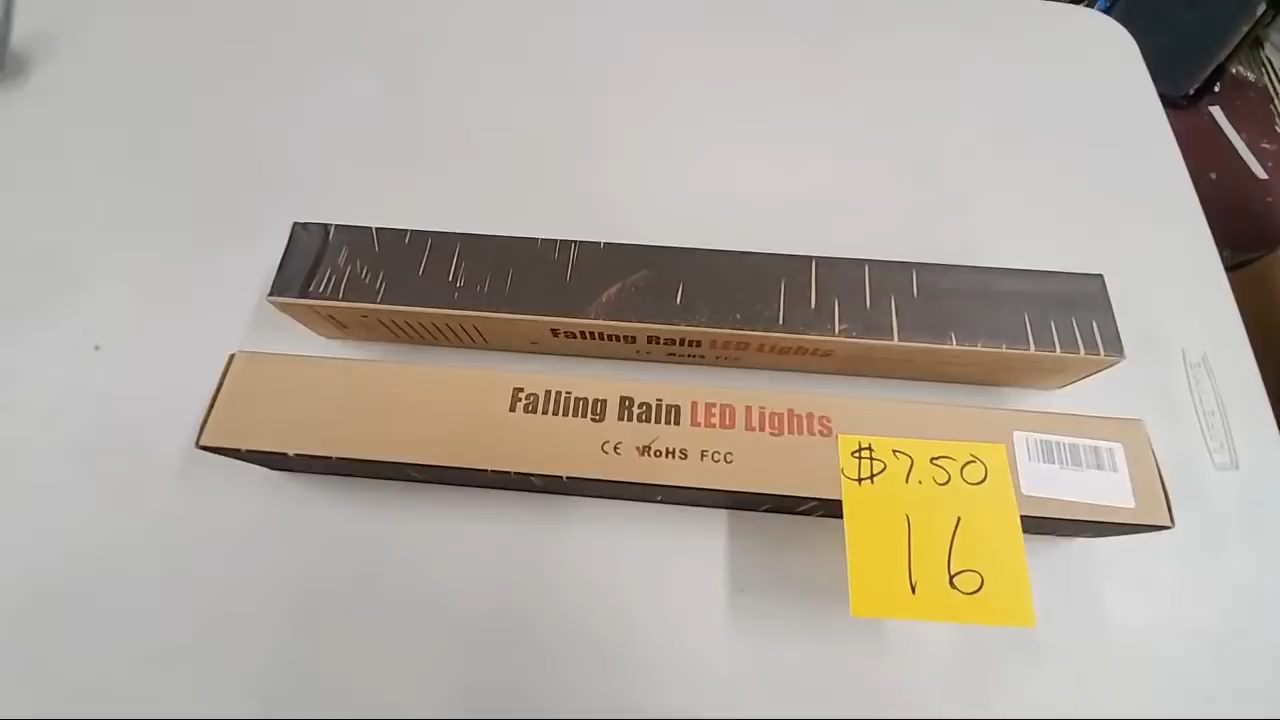 Falling Rain LED Lights
CE RoHS FCC
Falling Rain LED Lights
CE RoHS FCC
$7.50
16